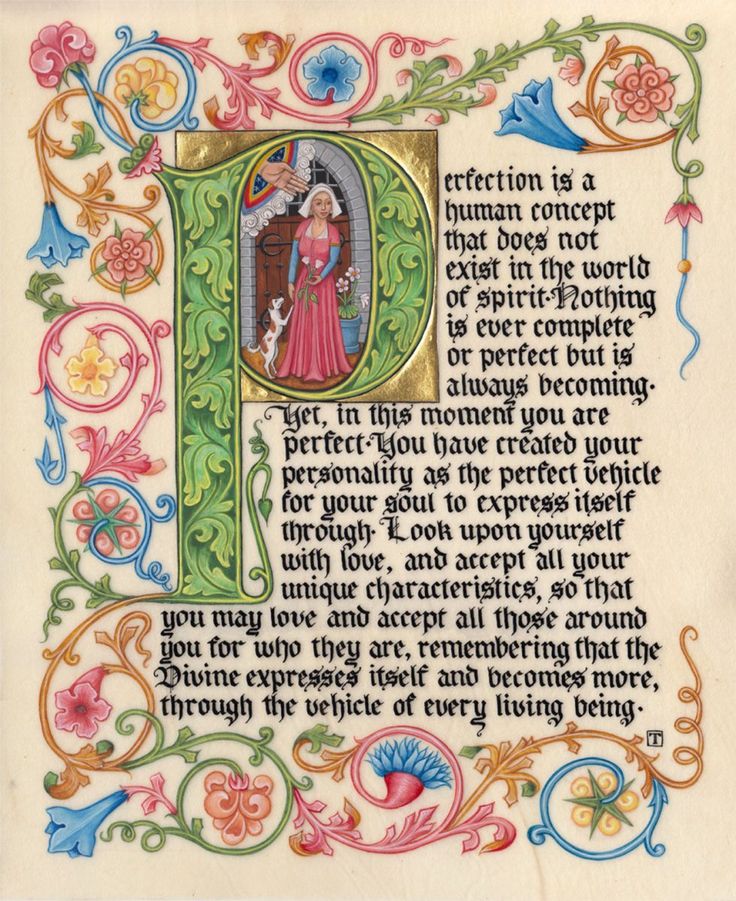 Perfection is a
human concept
that does not
exist in the world
of spirit·Nothing
is ever complete
or perfect but is
always becoming·
Yet, in this moment you are
perfect·You have created your
personality as the perfect vehicle
for your soul to express itself
through· Look upon yourself
with love, and accept all your
unique characteristics, so that
you may love and accept all those around
you for who they are, remembering that the
Divine expresses itself and becomes more,
through the vehicle of every living being·
T